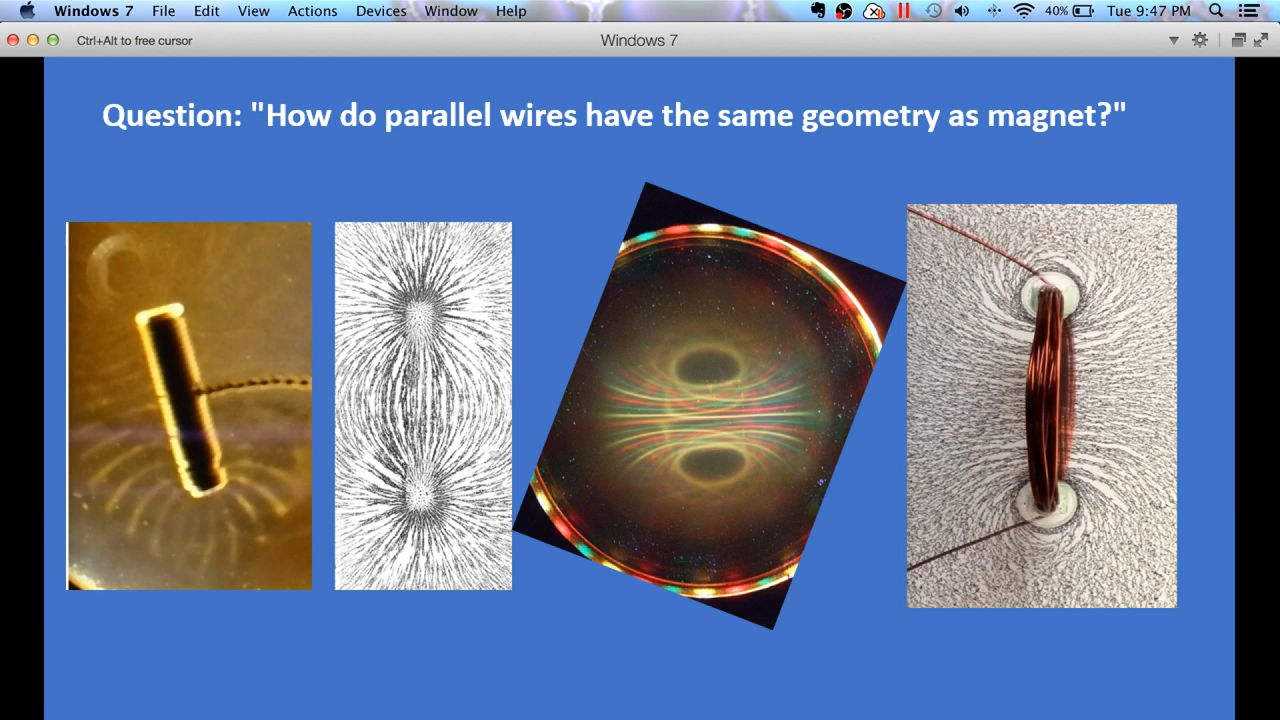 Windows 7 File Edit View Actions Devices Window Help 40% Tue 9:47 PM
Ctrl+Alt to free cursor Windows 7
Question: "How do parallel wires have the same geometry as magnet?"